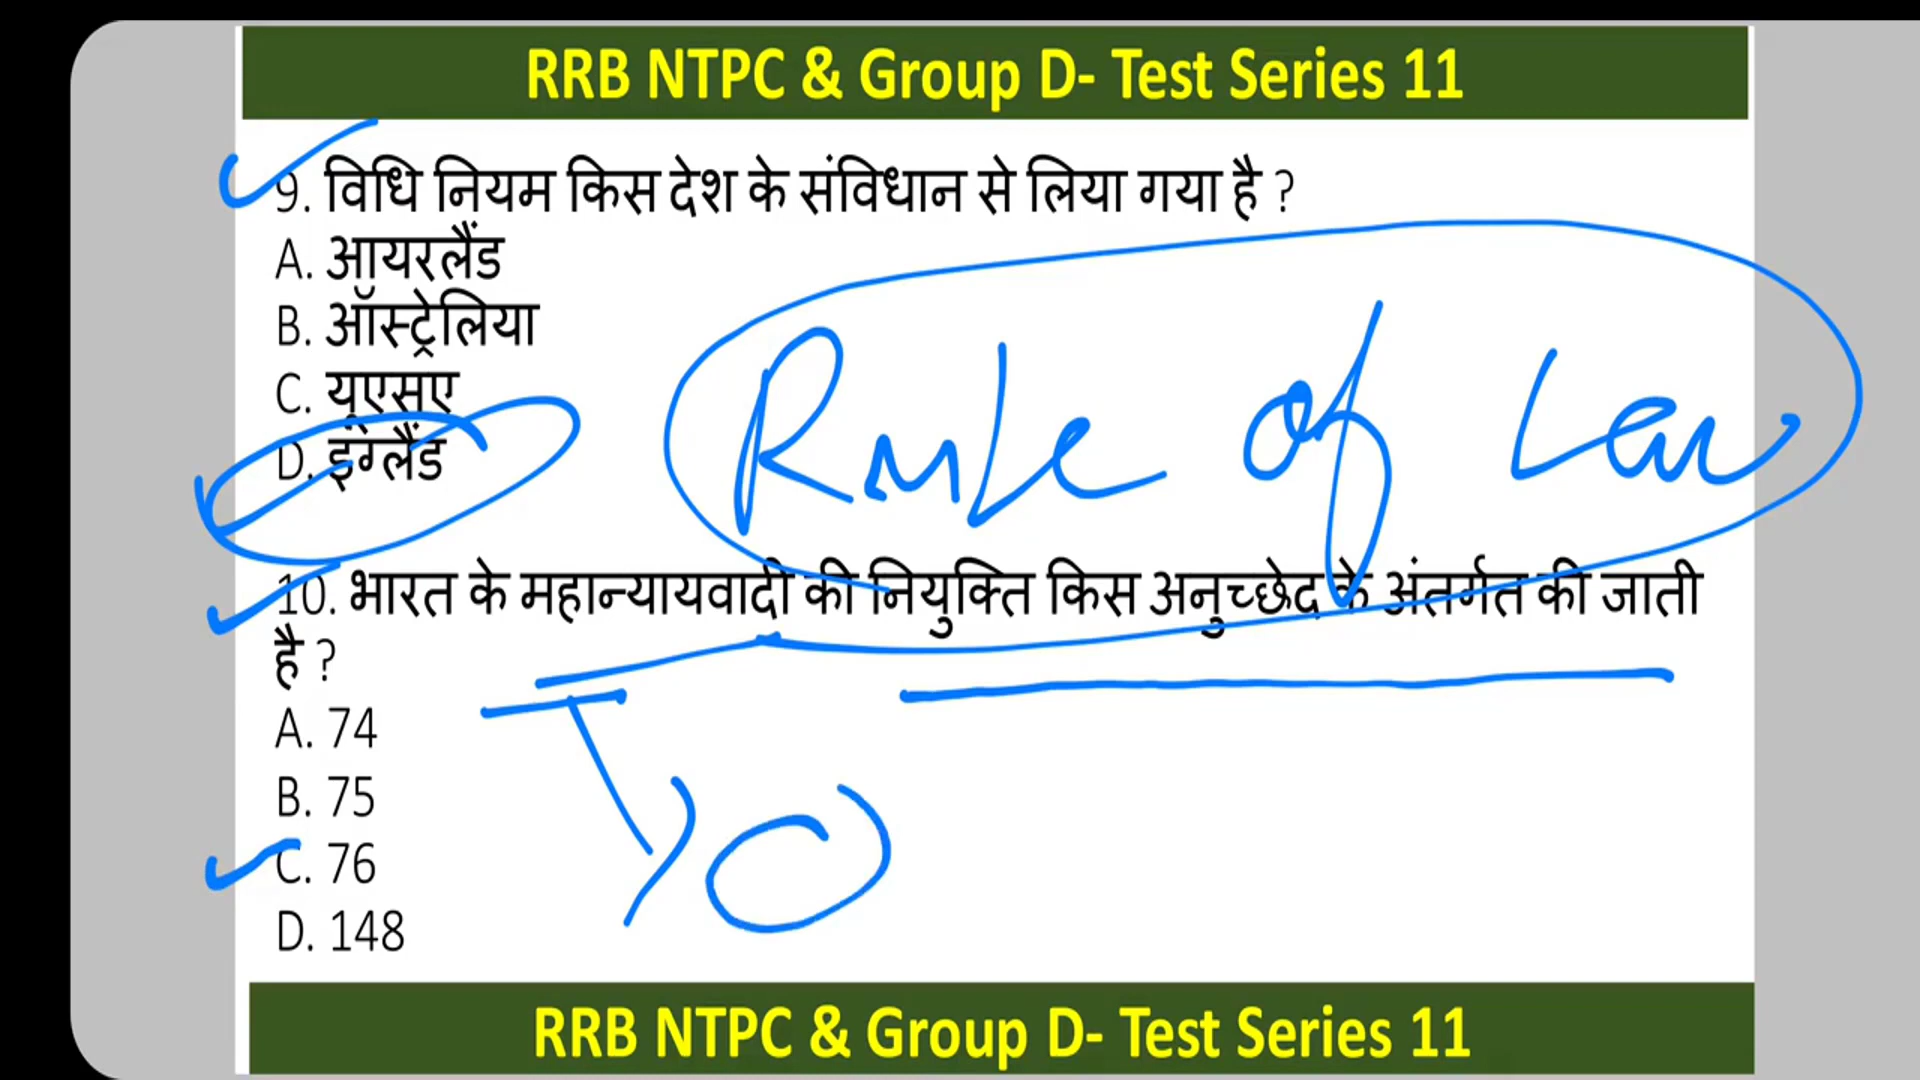 RRB NTPC & Group D- Test Series 11
9. विधि नियम किस देश के संविधान से लिया गया है ?
A. आयरलैंड
B. ऑस्ट्रेलिया
C. यूएसए
D. इंग्लैंड
Rule of Law
10. भारत के महान्यायवादी की नियुक्ति किस अनुच्छेद के अंतर्गत की जाती
है ?
A. 74
B. 75
C. 76
D. 148
RRB NTPC & Group D- Test Series 11